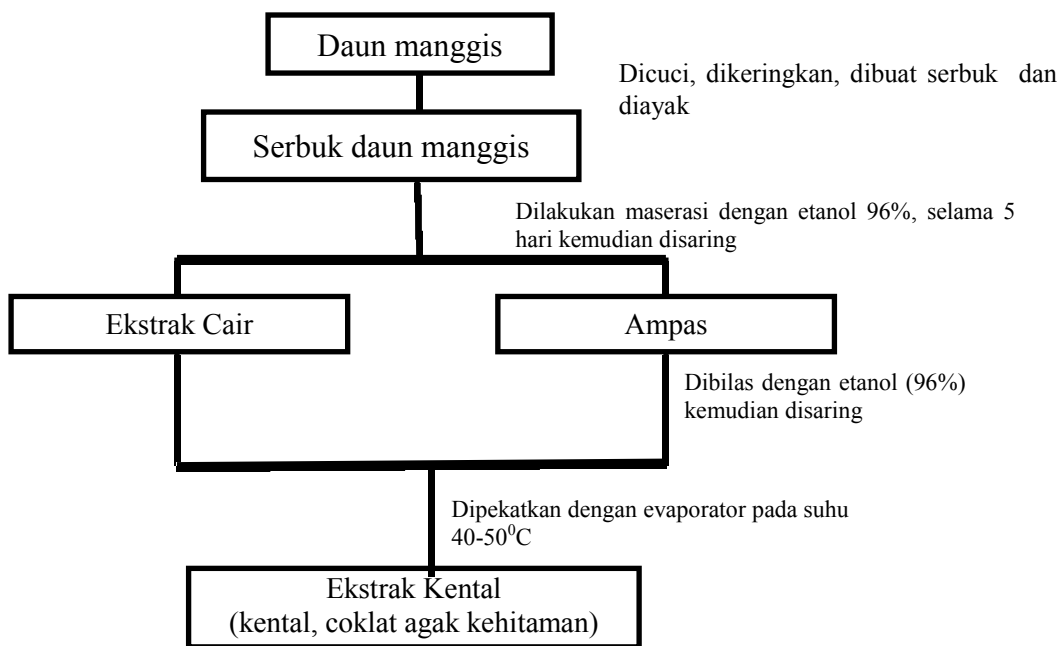 Daun manggis
Dicuci, dikeringkan, dibuat serbuk dan
diayak
Serbuk daun manggis
Dilakukan maserasi dengan etanol 96%, selama 5
hari kemudian disaring
Ekstrak Cair
Ampas
Dibilas dengan etanol (96%)
kemudian disaring
Dipekatkan dengan evaporator pada suhu
40-50⁰C
Ekstrak Kental
(kental, coklat agak kehitaman)